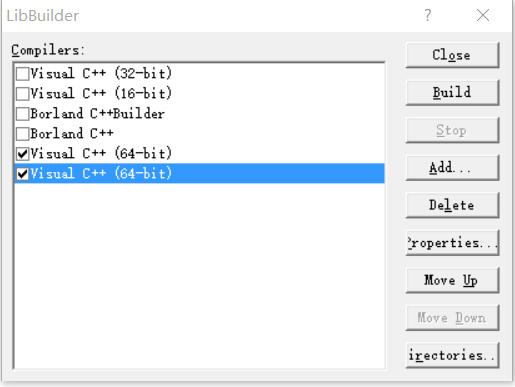 LibBuilder
?
Compilers:
Visual C++ (32-bit)
Visual C++ (16-bit)
Borland C++Builder
Borland C++
Visual C++ (64-bit)
Visual C++ (64-bit)
Close
Build
Stop
Add...
Delete
Properties...
Move Up
Move Down
irectories..